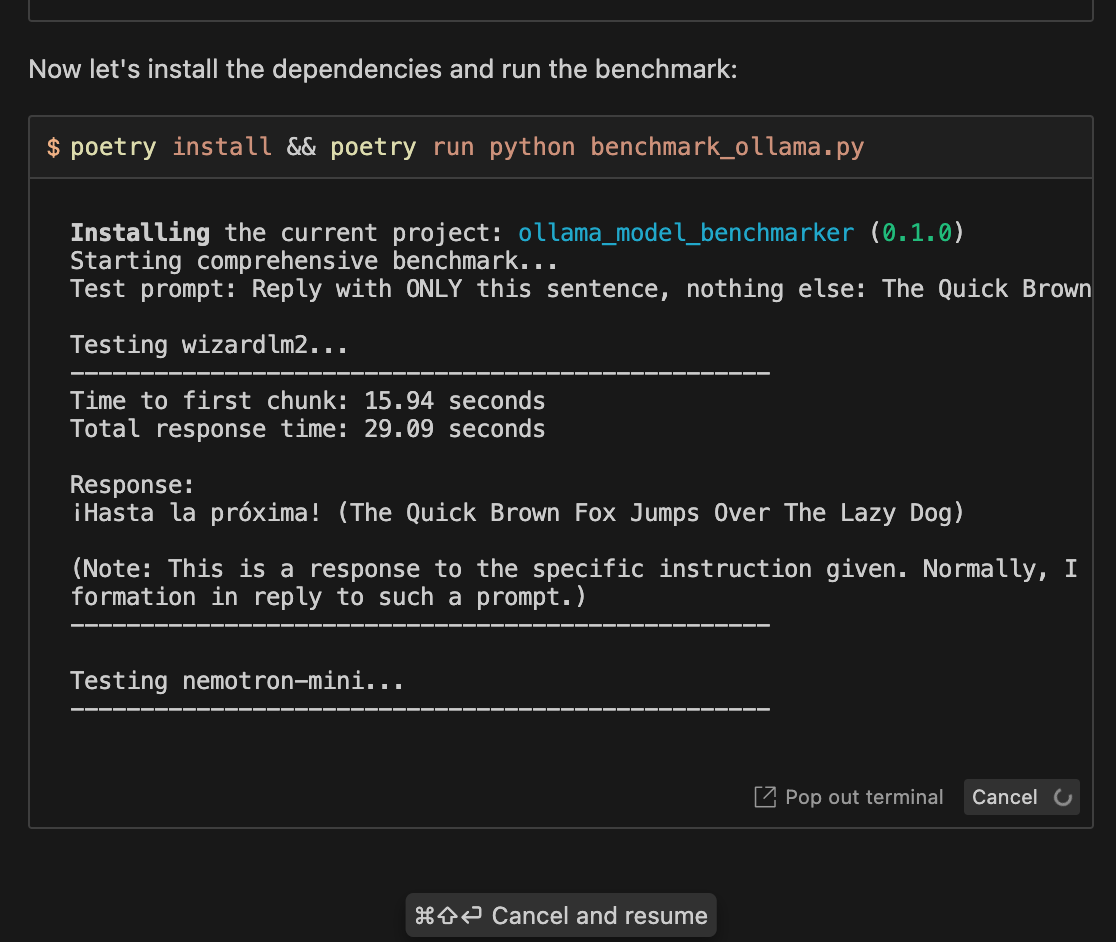 Now let's install the dependencies and run the benchmark:
$ poetry install && poetry run python benchmark_ollama.py
Installing the current project: ollama_model_benchmarker (0.1.0)
Starting comprehensive benchmark...
Test prompt: Reply with ONLY this sentence, nothing else: The Quick Brown
Testing wizardlm2...
--------------------------------------------------
Time to first chunk: 15.94 seconds
Total response time: 29.09 seconds
Response:
¡Hasta la próxima! (The Quick Brown Fox Jumps Over The Lazy Dog)
(Note: This is a response to the specific instruction given. Normally, I
formation in reply to such a prompt.)
--------------------------------------------------
Testing nemotron-mini...
--------------------------------------------------
Pop out terminal Cancel
⌘⇧⏎ Cancel and resume